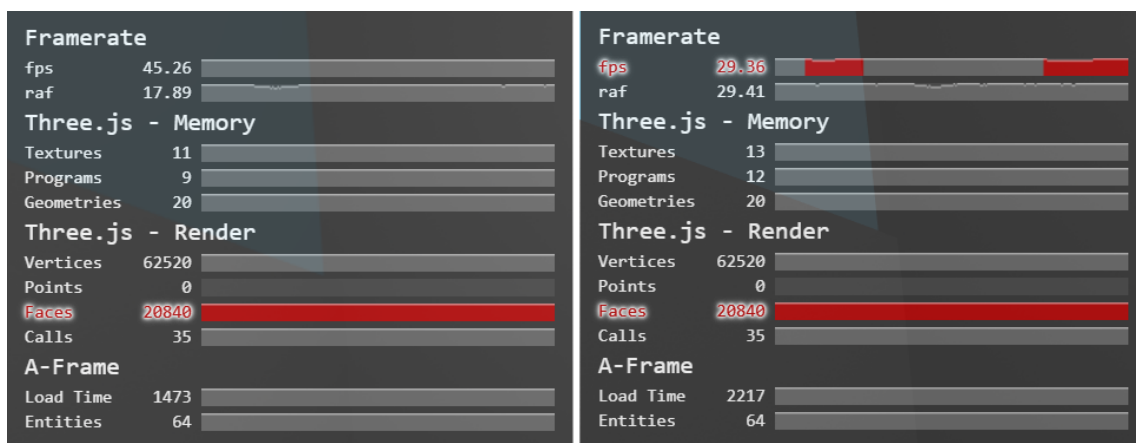 Framerate
fps 45.26
raf 17.89
Three.js - Memory
Textures 11
Programs 9
Geometries 20
Three.js - Render
Vertices 62520
Points 0
Faces 20840
Calls 35
A-Frame
Load Time 1473
Entities 64
Framerate
fps 29.36
raf 29.41
Three.js - Memory
Textures 13
Programs 12
Geometries 20
Three.js - Render
Vertices 62520
Points 0
Faces 20840
Calls 35
A-Frame
Load Time 2217
Entities 64